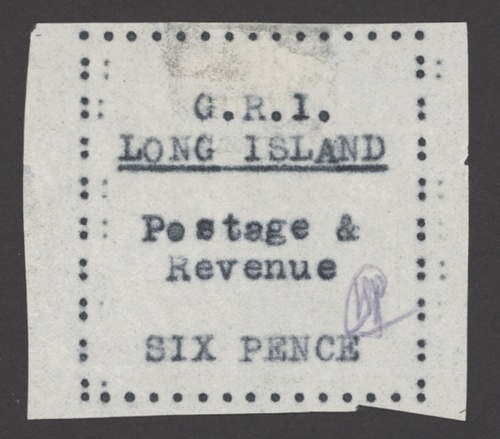 G.R.I.
LONG ISLAND
Postage &
Revenue
SIX PENCE